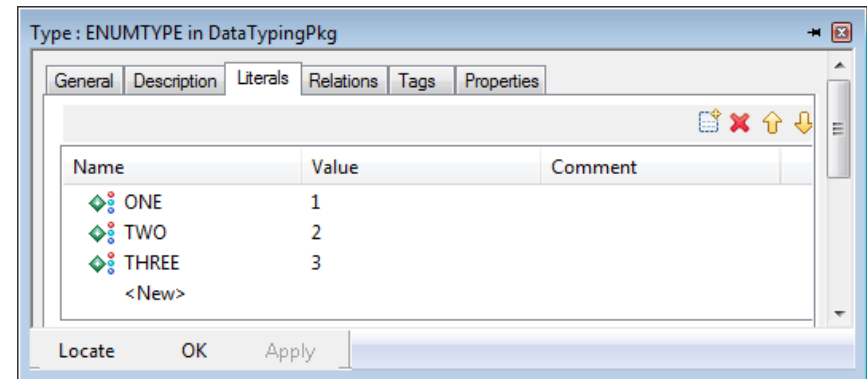 Type : ENUMTYPE in DataTypingPkg
General Description Literals Relations Tags Properties
Name Value Comment
ONE 1
TWO 2
THREE 3
<New>
Locate OK Apply